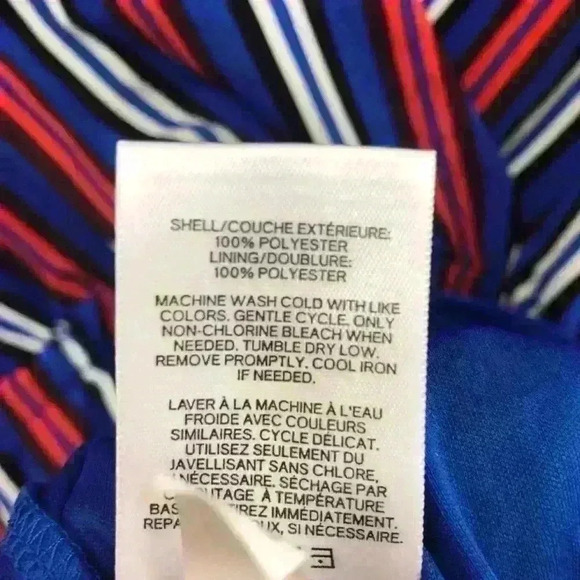 SHELL/COUCHE EXTÉRIEURE:
100% POLYESTER
LINING/DOUBLURE:
100% POLYESTER
MACHINE WASH COLD WITH LIKE
COLORS. GENTLE CYCLE. ONLY
NON-CHLORINE BLEACH WHEN
NEEDED. TUMBLE DRY LOW.
REMOVE PROMPTLY. COOL IRON
IF NEEDED.
LAVER À LA MACHINE À L'EAU
FROIDE AVEC COULEURS
SIMILAIRES. CYCLE DÉLICAT.
UTILISEZ SEULEMENT DU
JAVELLISANT SANS CHLORE,
NÉCESSAIRE. SÉCHAGE PAR
À TEMPÉRATURE
IMMÉDIATEMENT.
SI NÉCESSAIRE.